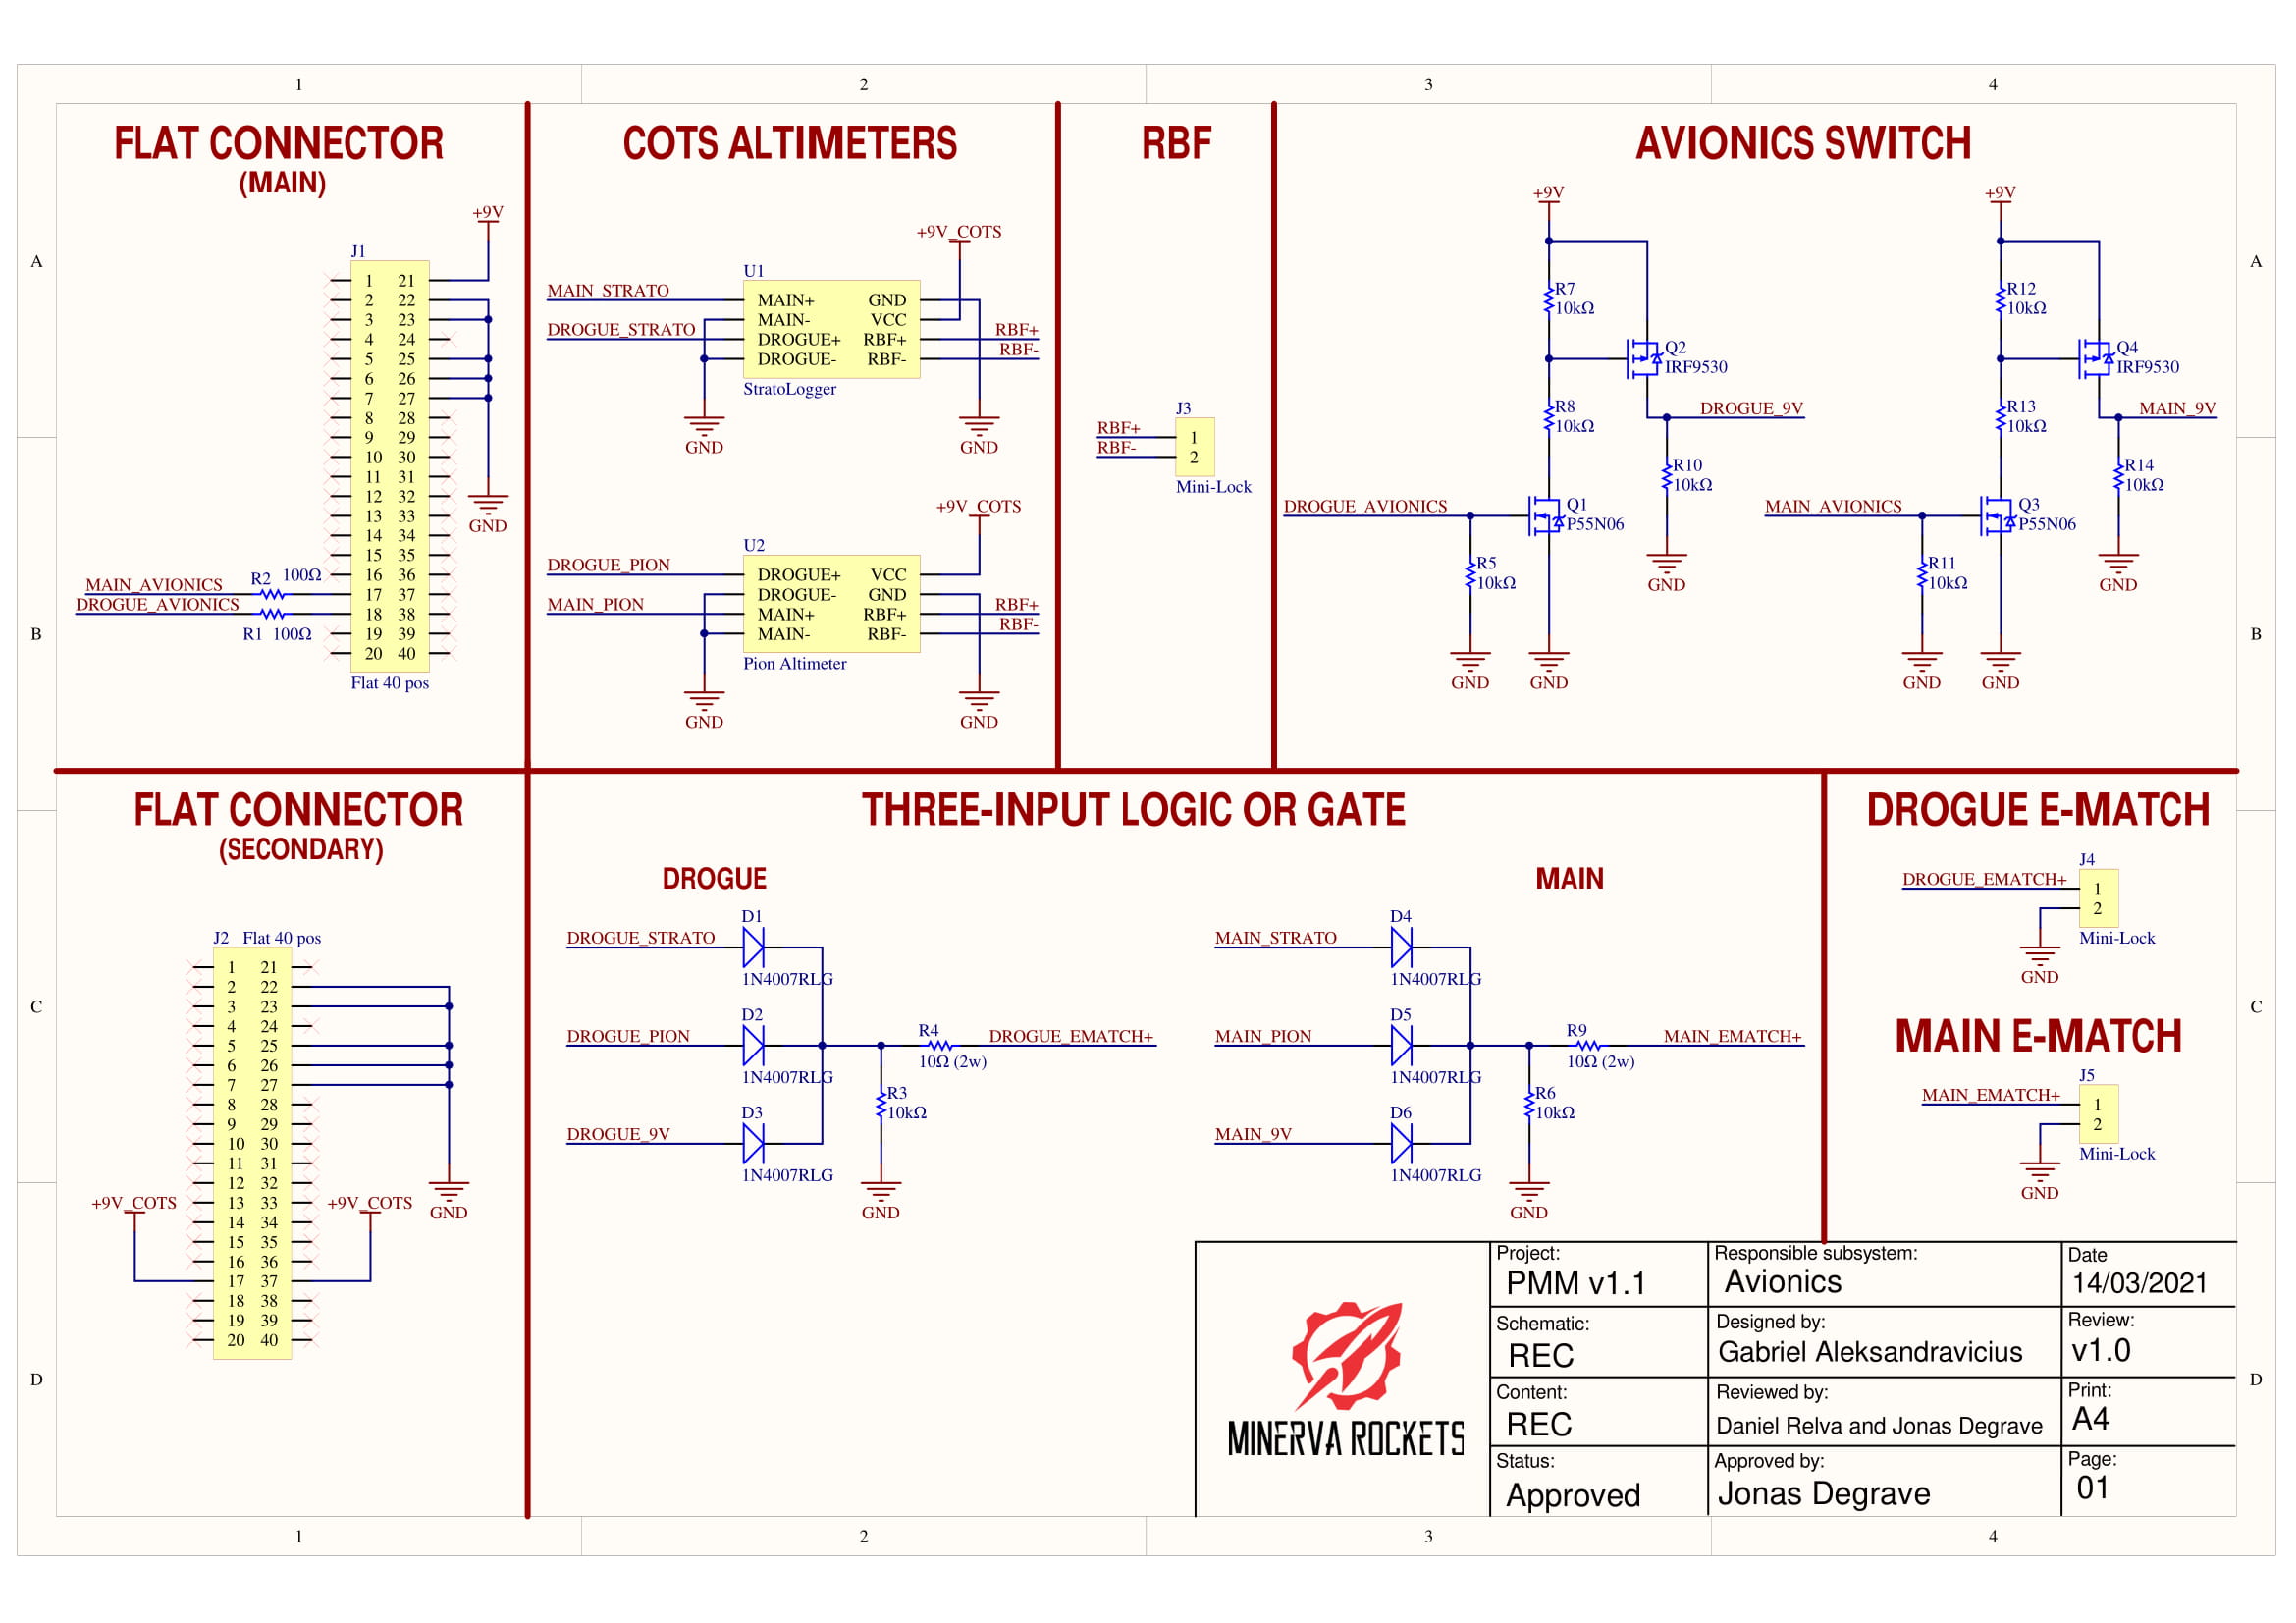 1 2 3 4
A
B
C
D
A
B
C
D
1 2 3 4
FLAT CONNECTOR
(MAIN)
+9V
J1
1 21
2 22
3 23
4 24
5 25
6 26
7 27
8 28
9 29
10 30
11 31
12 32
13 33
14 34
15 35
16 36
17 37
18 38
19 39
20 40
Flat 40 pos
GND
MAIN_AVIONICS R2 100Ω
DROGUE_AVIONICS
R1 100Ω
COTS ALTIMETERS
+9V_COTS
U1
MAIN_STRATO
DROGUE_STRATO
MAIN+ GND
MAIN- VCC
DROGUE+ RBF+
DROGUE- RBF-
RBF+
RBF-
StratoLogger
GND GND
+9V_COTS
U2
DROGUE_PION
MAIN_PION
DROGUE+ VCC
DROGUE- GND
MAIN+ RBF+
MAIN- RBF-
RBF+
RBF-
Pion Altimeter
GND GND
RBF
J3
RBF+ 1
RBF- 2
Mini-Lock
AVIONICS SWITCH
+9V
R7
10kΩ
Q2
IRF9530
R8
10kΩ
DROGUE_9V
R10
10kΩ
GND
DROGUE_AVIONICS
Q1
P55N06
R5
10kΩ
GND GND
+9V
R12
10kΩ
Q4
IRF9530
R13
10kΩ
MAIN_9V
R14
10kΩ
GND
MAIN_AVIONICS
Q3
P55N06
R11
10kΩ
GND GND
FLAT CONNECTOR
(SECONDARY)
J2 Flat 40 pos
1 21
2 22
3 23
4 24
5 25
6 26
7 27
8 28
9 29
10 30
11 31
12 32
13 33
14 34
15 35
16 36
17 37
18 38
19 39
20 40
+9V_COTS +9V_COTS
GND
THREE-INPUT LOGIC OR GATE
DROGUE
D1
DROGUE_STRATO
1N4007RLG
D2
DROGUE_PION
1N4007RLG
D3
DROGUE_9V
1N4007RLG
R4
10Ω (2w)
DROGUE_EMATCH+
R3
10kΩ
GND
MAIN
D4
MAIN_STRATO
1N4007RLG
D5
MAIN_PION
1N4007RLG
D6
MAIN_9V
1N4007RLG
R9
10Ω (2w)
MAIN_EMATCH+
R6
10kΩ
GND
DROGUE E-MATCH
J4
DROGUE_EMATCH+ 1
2
Mini-Lock
GND
MAIN E-MATCH
J5
MAIN_EMATCH+ 1
2
Mini-Lock
GND
MINERVA ROCKETS
Project: Responsible subsystem: Date
PMM v1.1 Avionics 14/03/2021
Schematic: Designed by: Review:
REC Gabriel Aleksandravicius v1.0
Content: Reviewed by: Print:
REC Daniel Relva and Jonas Degrave A4
Status: Approved by: Page:
Approved Jonas Degrave 01